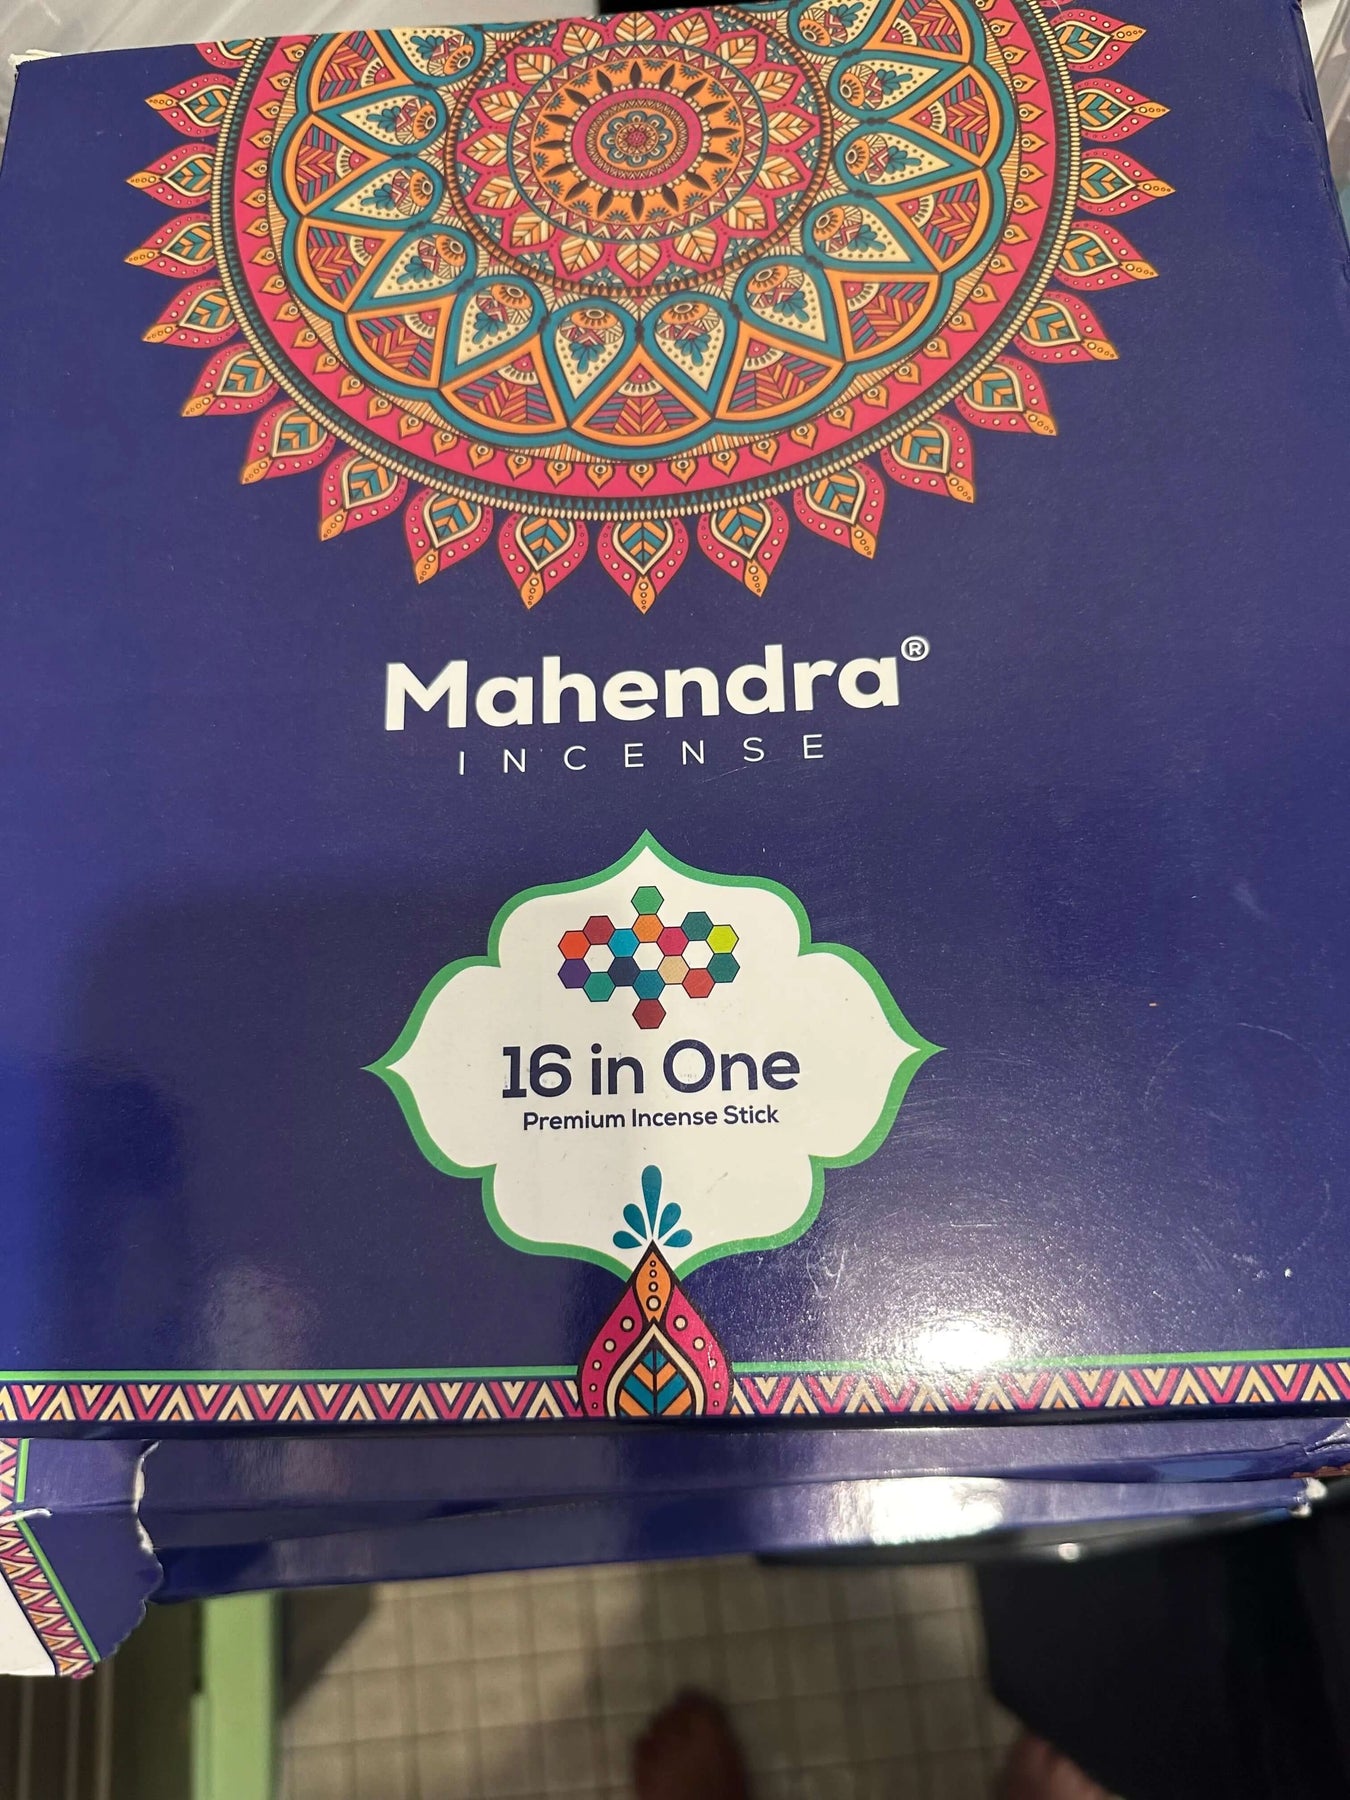 Mahendra®
INCENSE
16 in One
Premium Incense Stick